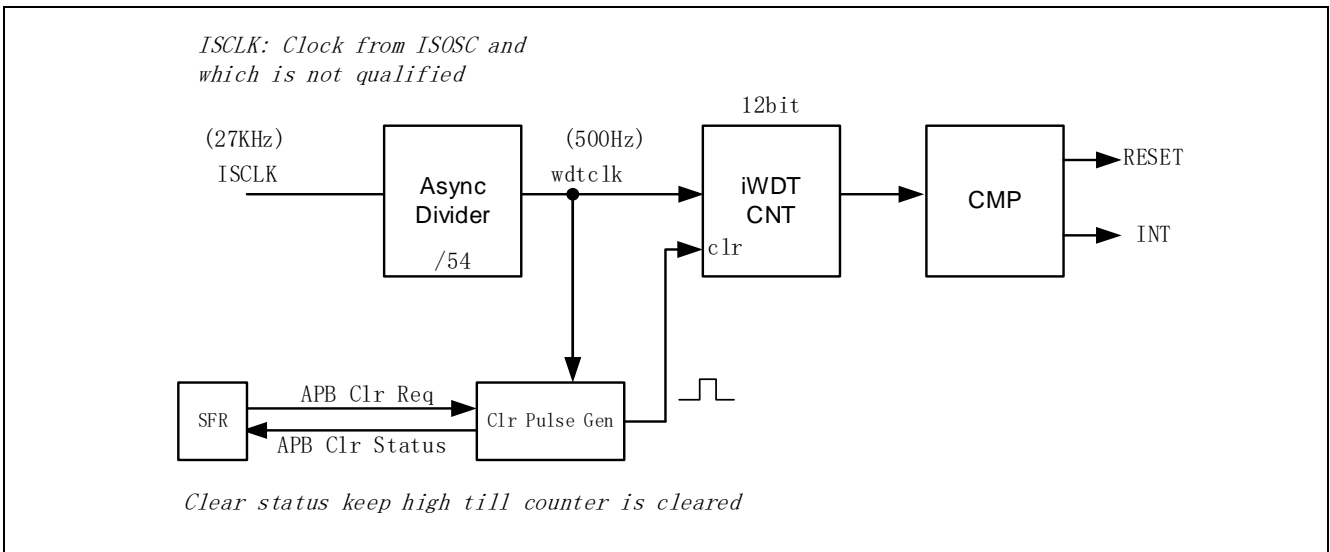 ISCLK: Clock from ISOSC and
which is not qualified
12bit
(27KHz)
(500Hz)
ISCLK
wdtclk
Async
Divider
/54
iWDT
CNT
clr
CMP
RESET
INT
SFR
APB Clr Req
APB Clr Status
Clr Pulse Gen
Clear status keep high till counter is cleared